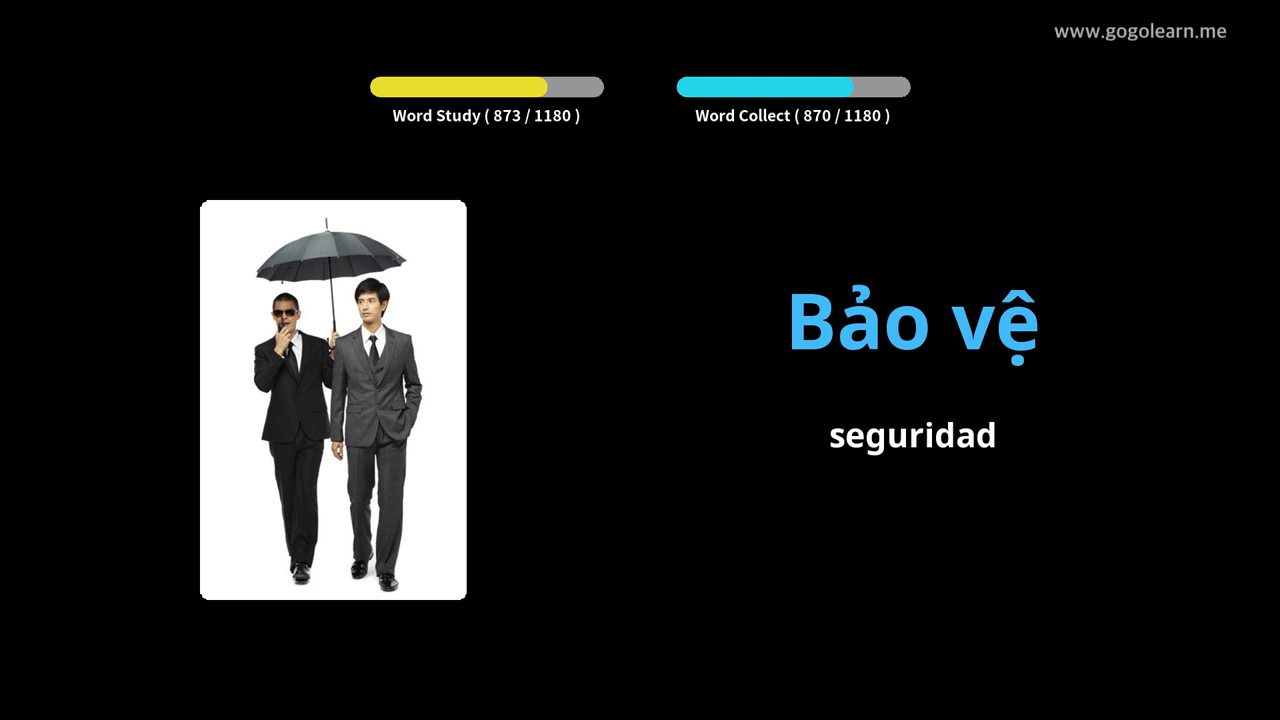 www.gogolearn.me
Word Study ( 873 / 1180 )
Word Collect ( 870 / 1180 )
Bảo vệ
seguridad